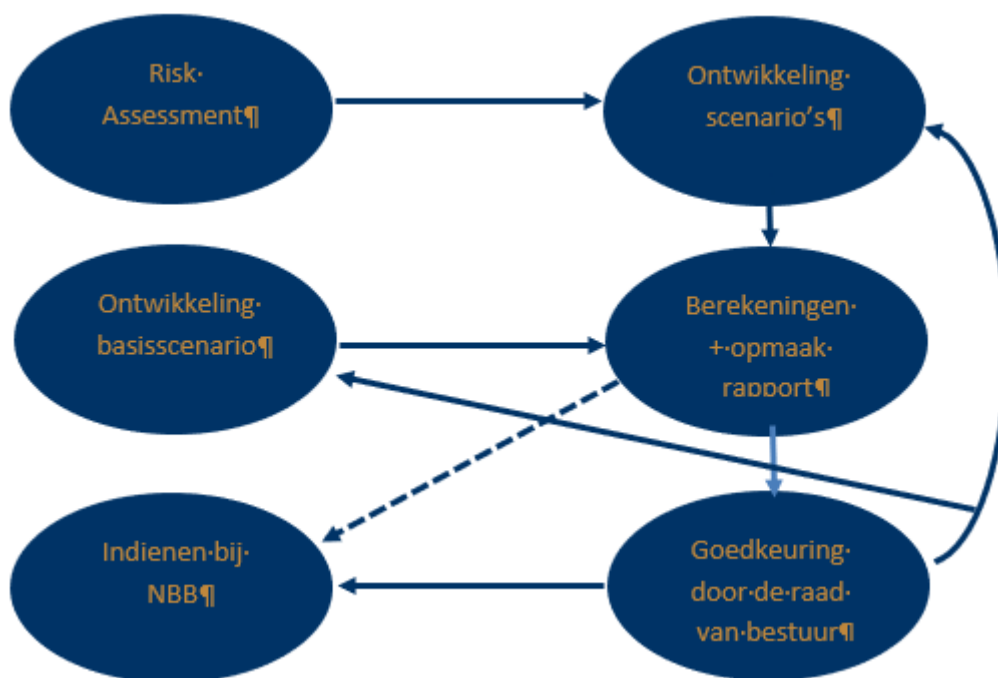 Risk·
Assessment¶
Ontwikkeling·
scenario's¶
Ontwikkeling·
basisscenario¶
Berekeningen·
+·opmaak·
rapport¶
Indienen·bij·
NBB¶
Goedkeuring·
door·de·raad·
van·bestuur¶